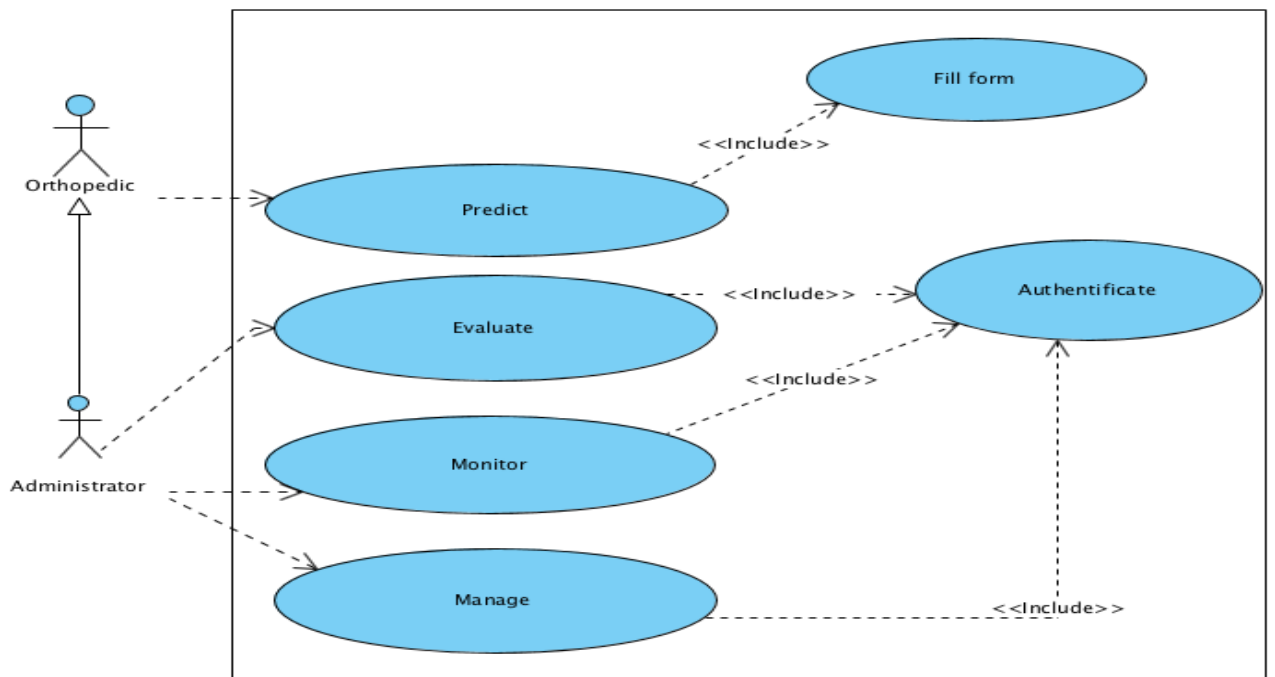 Fill form
<<Include>>
Orthopedic
Predict
Authentificate
<<Include>>
Evaluate
<<Include>>
Monitor
Administrator
Manage
<<Include>>